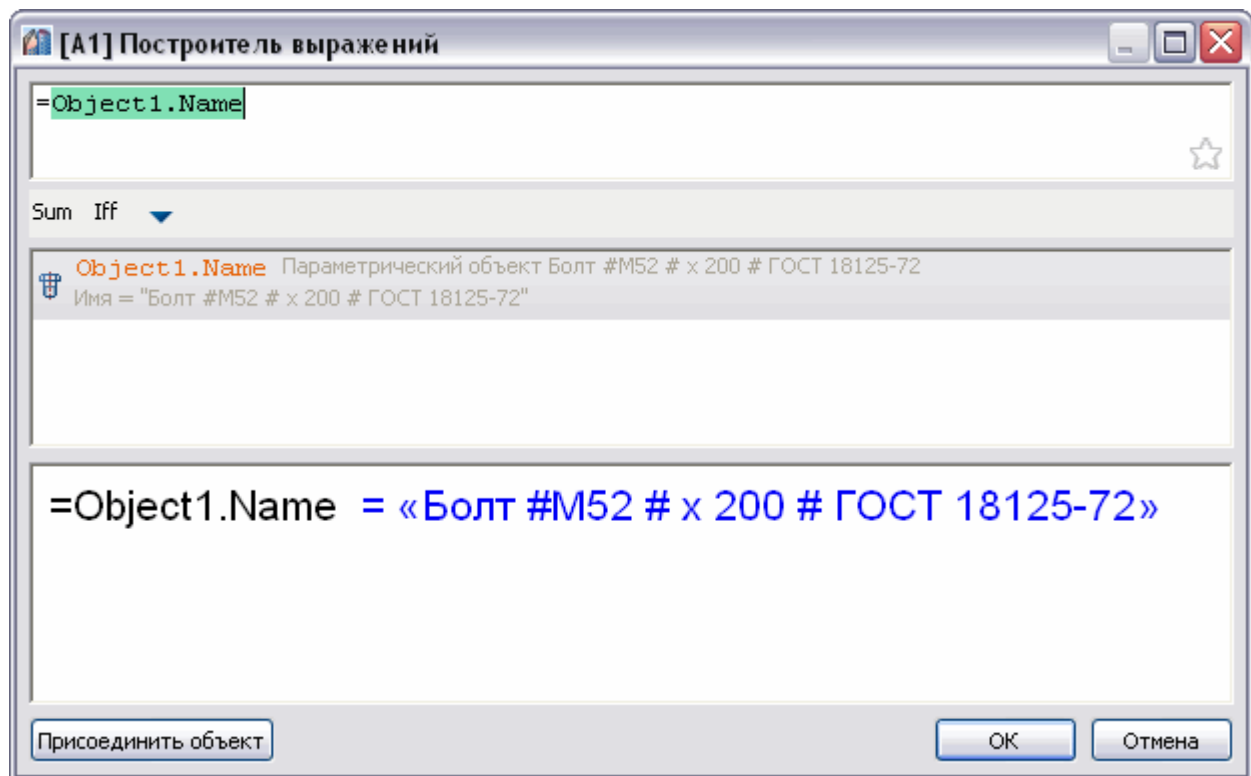 [A1] Построитель выражений
=Object1.Name
Sum Iff
Object1.Name Параметрический объект Болт #М52 # x 200 # ГОСТ 18125-72
Имя = "Болт #М52 # x 200 # ГОСТ 18125-72"
=Object1.Name = «Болт #М52 # x 200 # ГОСТ 18125-72»
Присоединить объект ОК Отмена